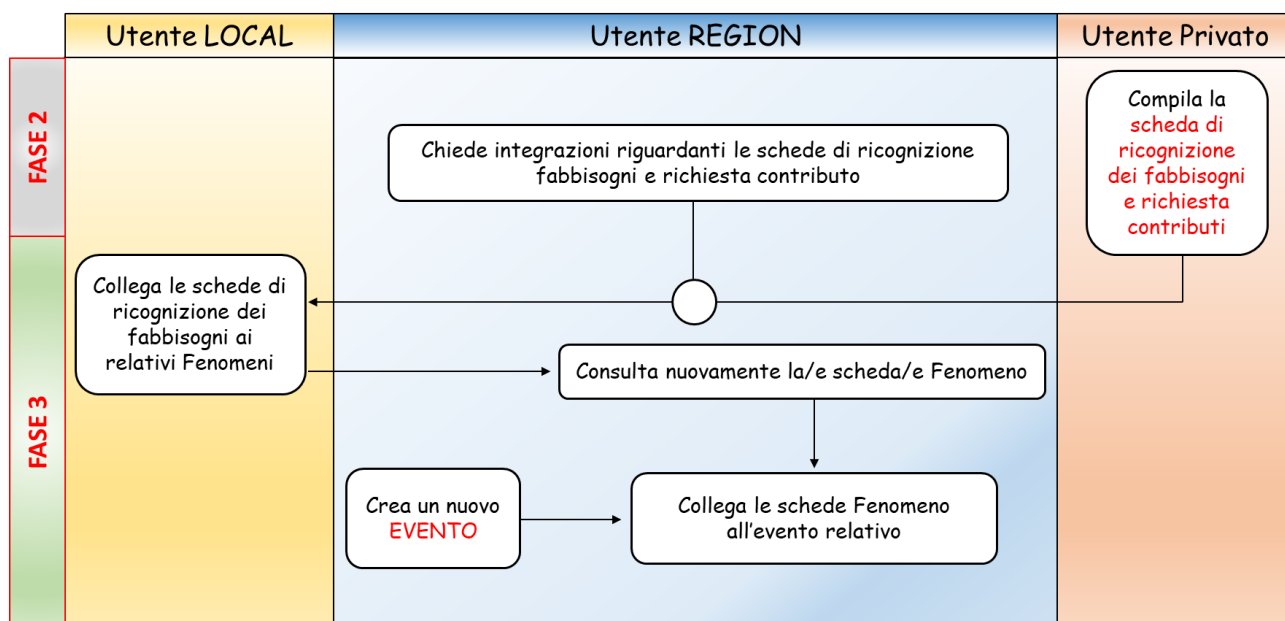 Utente LOCAL
Utente REGION
Utente Privato
FASE 2
Chiede integrazioni riguardanti le schede di ricognizione
fabbisogni e richiesta contributo
Compila la
scheda di
ricognizione
dei fabbisogni
e richiesta
contributi
FASE 3
Collega le schede di
ricognizione dei
fabbisogni ai
relativi Fenomeni
Consulta nuovamente la/e scheda/e Fenomeno
Crea un nuovo
EVENTO
Collega le schede Fenomeno
all'evento relativo